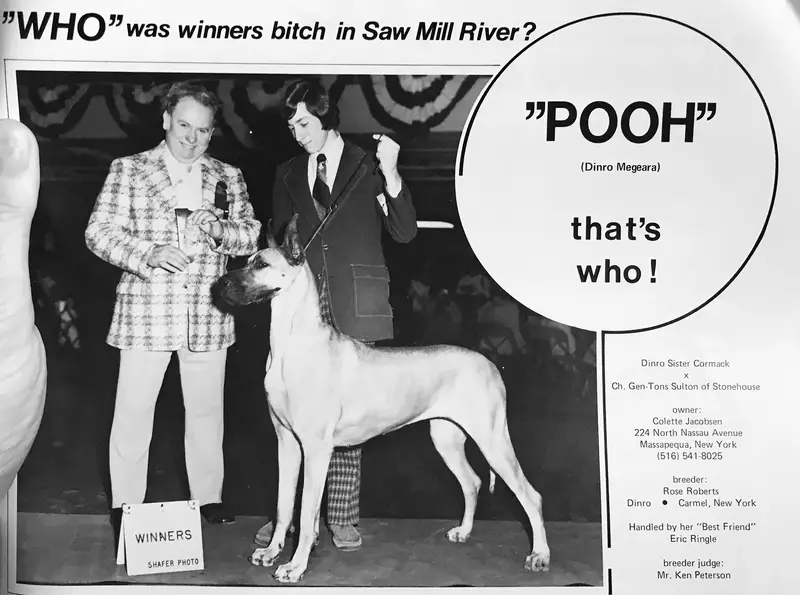 "WHO" was winners bitch in Saw Mill River?
"POOH"
(Dinro Megeara)
that's
who!
Dinro Sister Cormack
x
Ch. Gen-Tons Sulton of Stonehouse
owner:
Colette Jacobsen
224 North Nassau Avenue
Massapequa, New York
(516) 541-8025
breeder:
Rose Roberts
Dinro ● Carmel, New York
Handled by her "Best Friend"
Eric Ringle
breeder judge:
Mr. Ken Peterson
WINNERS
SHAFER PHOTO